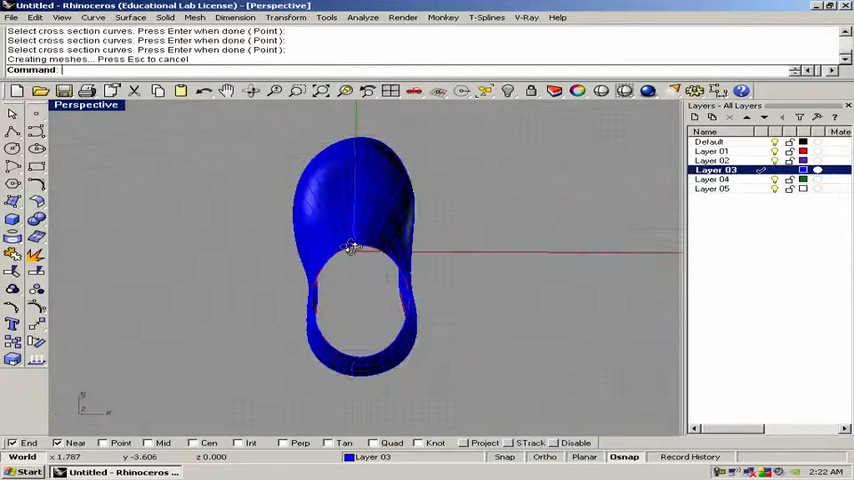 Untitled - Rhinoceros (Educational Lab License) - [Perspective]
File Edit View Curve Surface Solid Mesh Dimension Transform Tools Analyze Render Monkey T-Splines V-Ray Help
Select cross section curves. Press Enter when done ( Point ):
Select cross section curves. Press Enter when done ( Point ):
Select cross section curves. Press Enter when done ( Point ):
Creating meshes... Press Esc to cancel
Command:
Perspective
Layers - All Layers
Name Mate
Default
Layer 01
Layer 02
Layer 03
Layer 04
Layer 05
y
z x
End Near Point Mid Cen Int Perp Tan Quad Knot Project STrack Disable
World x 1.787 y -3.606 z 0.000 Layer 03 Snap Ortho Planar Osnap Record History
Start Untitled - Rhinoceros (... 2:22 AM